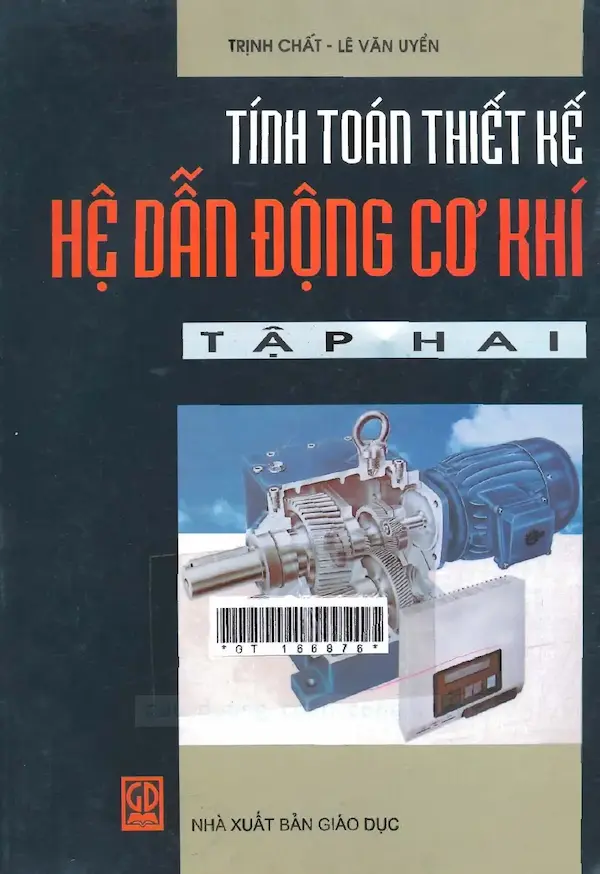 TRỊNH CHẤT - LÊ VĂN UYỂN
TÍNH TOÁN THIẾT KẾ
HỆ DẪN ĐỘNG CƠ KHÍ
TẬP HAI
*GT 166876*
GD
NHÀ XUẤT BẢN GIÁO DỤC